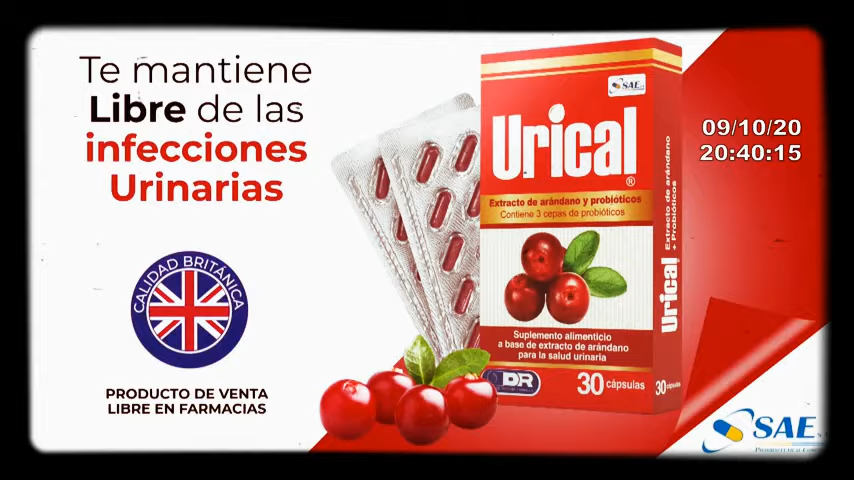 Te mantiene
Libre de las
infecciones
Urinarias
CALIDAD BRITANICA
PRODUCTO DE VENTA
LIBRE EN FARMACIAS
SAE
Urical®
Extracto de arándano y probióticos
Contiene 3 cepas de probióticos
Suplemento alimenticio
a base de extracto de arándano
para la salud urinaria
DR
30 cápsulas
Urical
Extracto de arándano
+ Probióticos
30 cápsulas
09/10/20
20:40:15
SAE